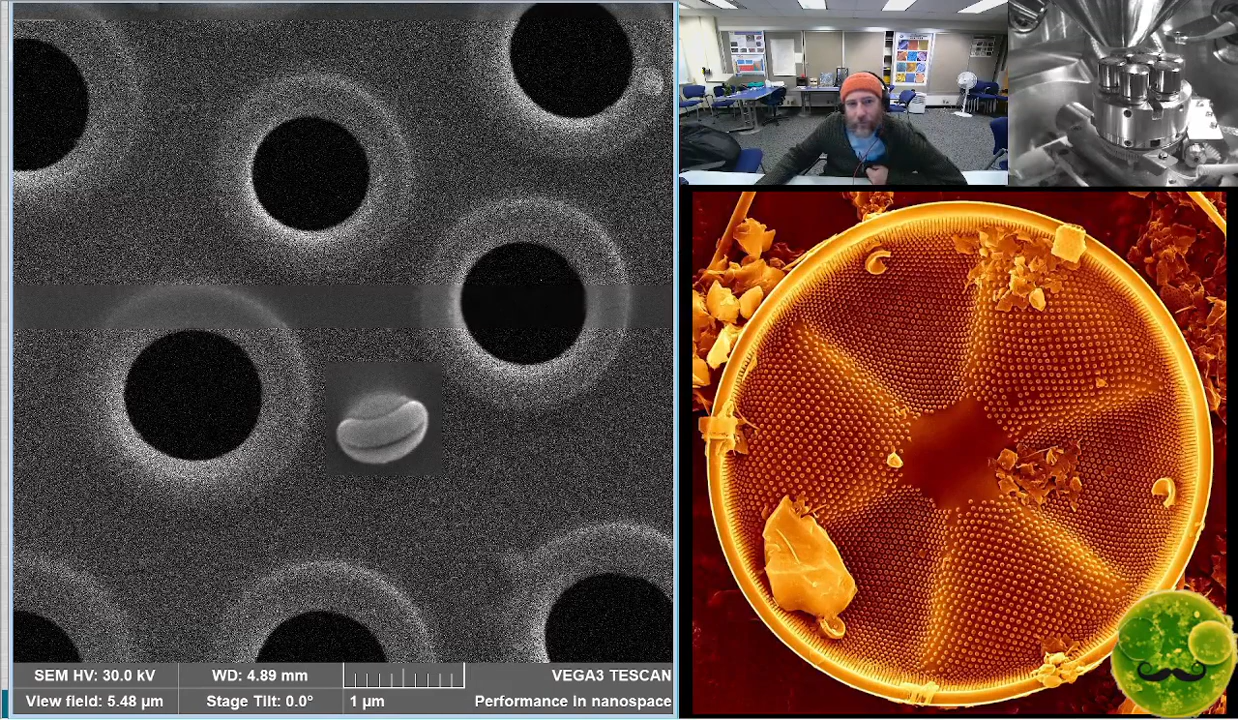 SEM HV: 30.0 kV
WD: 4.89 mm
VEGA3 TESCAN
View field: 5.48 µm
Stage Tilt: 0.0°
1 µm
Performance in nanospace